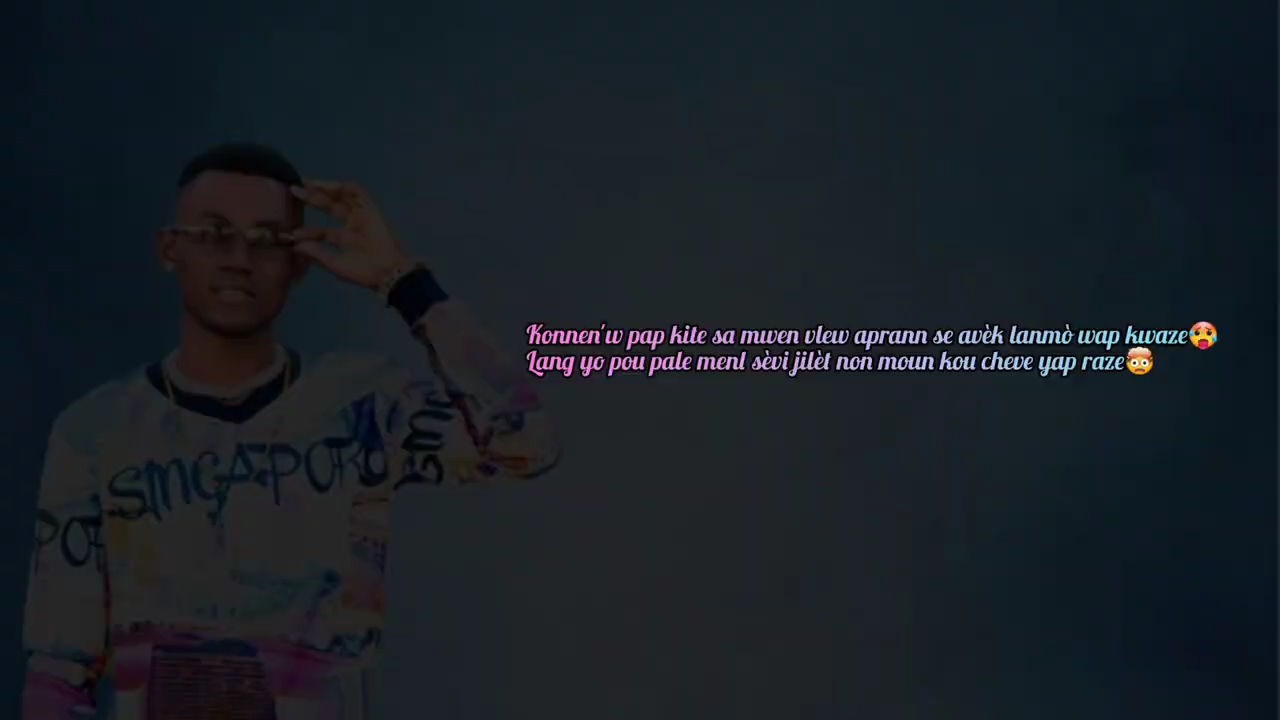 Konnen'w pap kite sa mwen vlew aprann se avèk lanmò wap kwaze🥵
Lang yo pou pale menl sèvi jilèt non moun kou cheve yap raze🤯
SINGAPORE